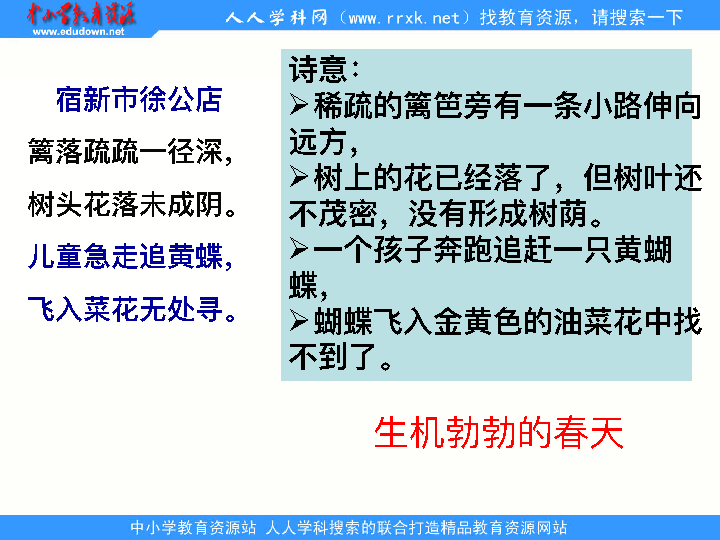 中小学教育资源
www.edudown.net
人人学科网（www.rrxk.net）找教育资源，请搜索一下
宿新市徐公店
篱落疏疏一径深，
树头花落未成阴。
儿童急走追黄蝶，
飞入菜花无处寻。
诗意：
➢稀疏的篱笆旁有一条小路伸向
远方，
➢树上的花已经落了，但树叶还
不茂密，没有形成树荫。
➢一个孩子奔跑追赶一只黄蝴
蝶，
➢蝴蝶飞入金黄色的油菜花中找
不到了。
生机勃勃的春天
中小学教育资源站 人人学科搜索的联合打造精品教育资源网站